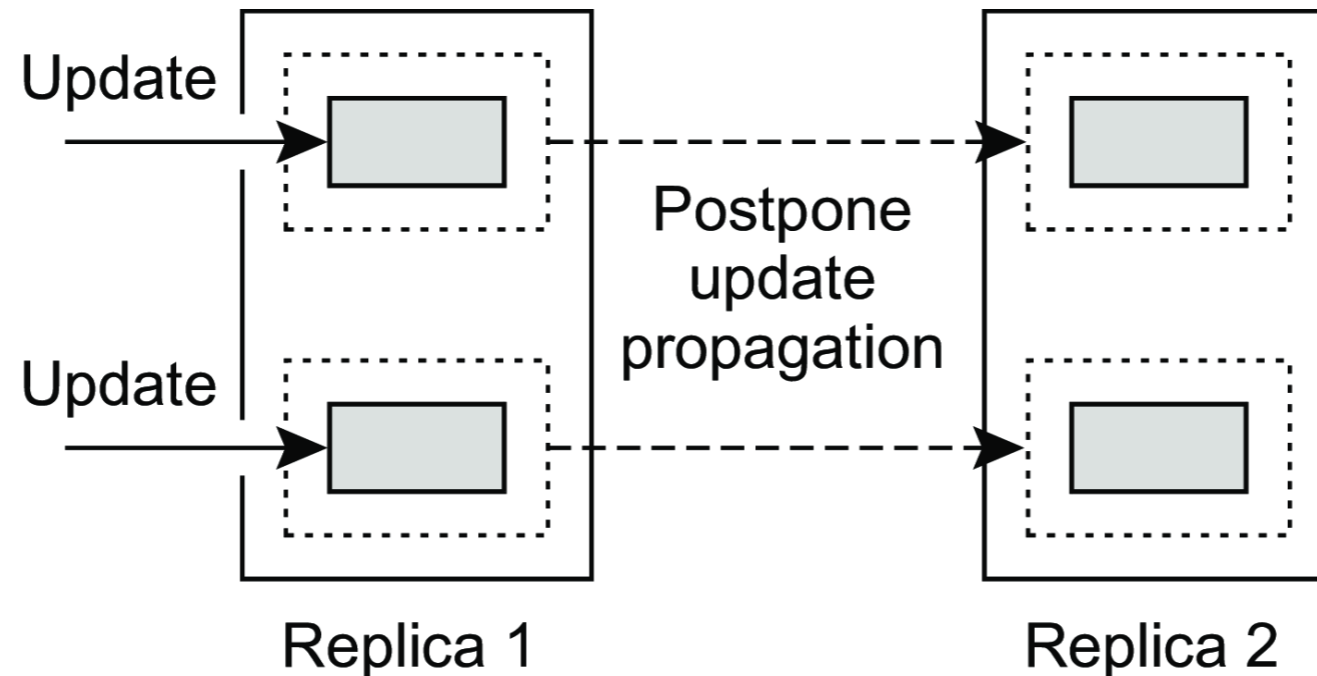 Update
Postpone
update
propagation
Update
Replica 1
Replica 2